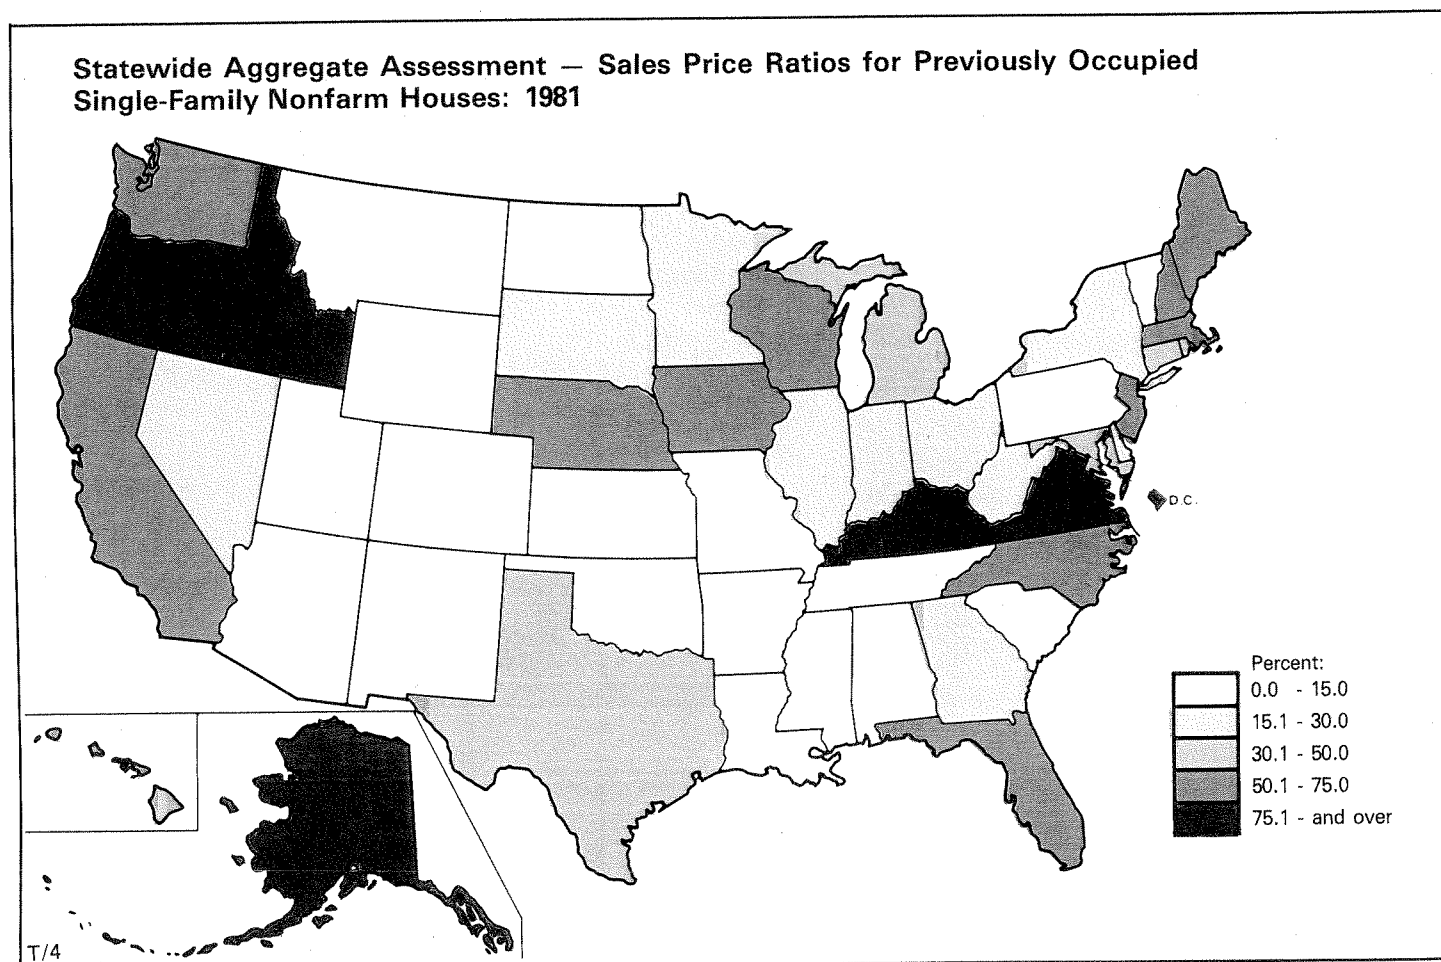 Statewide Aggregate Assessment — Sales Price Ratios for Previously Occupied
Single-Family Nonfarm Houses: 1981
D.C.
Percent:
0.0 - 15.0
15.1 - 30.0
30.1 - 50.0
50.1 - 75.0
75.1 - and over
T/4